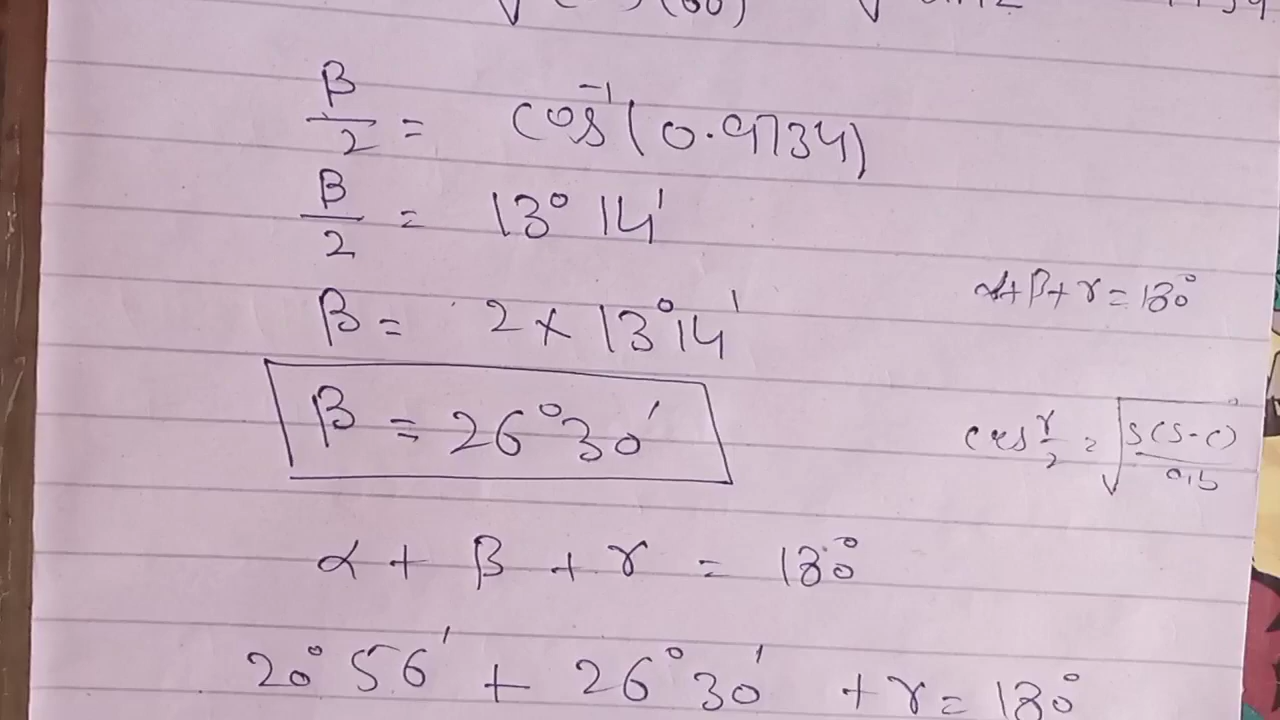 β/2 = cos⁻¹(0.9734)
β/2 = 13° 14'
β = 2 × 13° 14'
α + β + γ = 180°
β = 26° 30'
cos γ/2 = √(s(s-c)/a,b)
α + β + γ = 180°
20° 56' + 26° 30' + γ = 180°